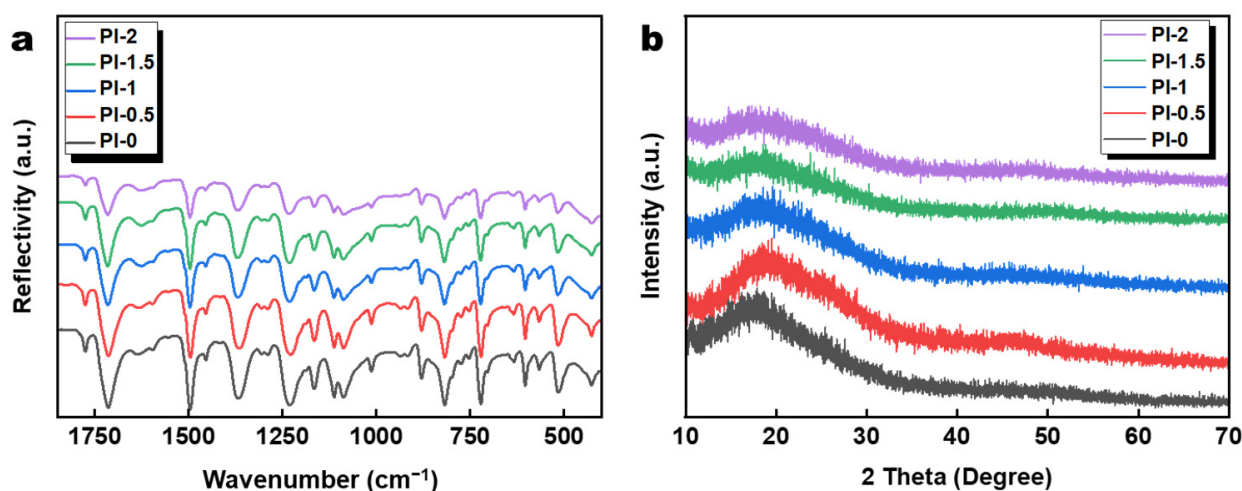 a
PI-2
PI-1.5
PI-1
PI-0.5
PI-0
Reflectivity (a.u.)
1750 1500 1250 1000 750 500
Wavenumber (cm⁻¹)
b
PI-2
PI-1.5
PI-1
PI-0.5
PI-0
Intensity (a.u.)
10 20 30 40 50 60 70
2 Theta (Degree)